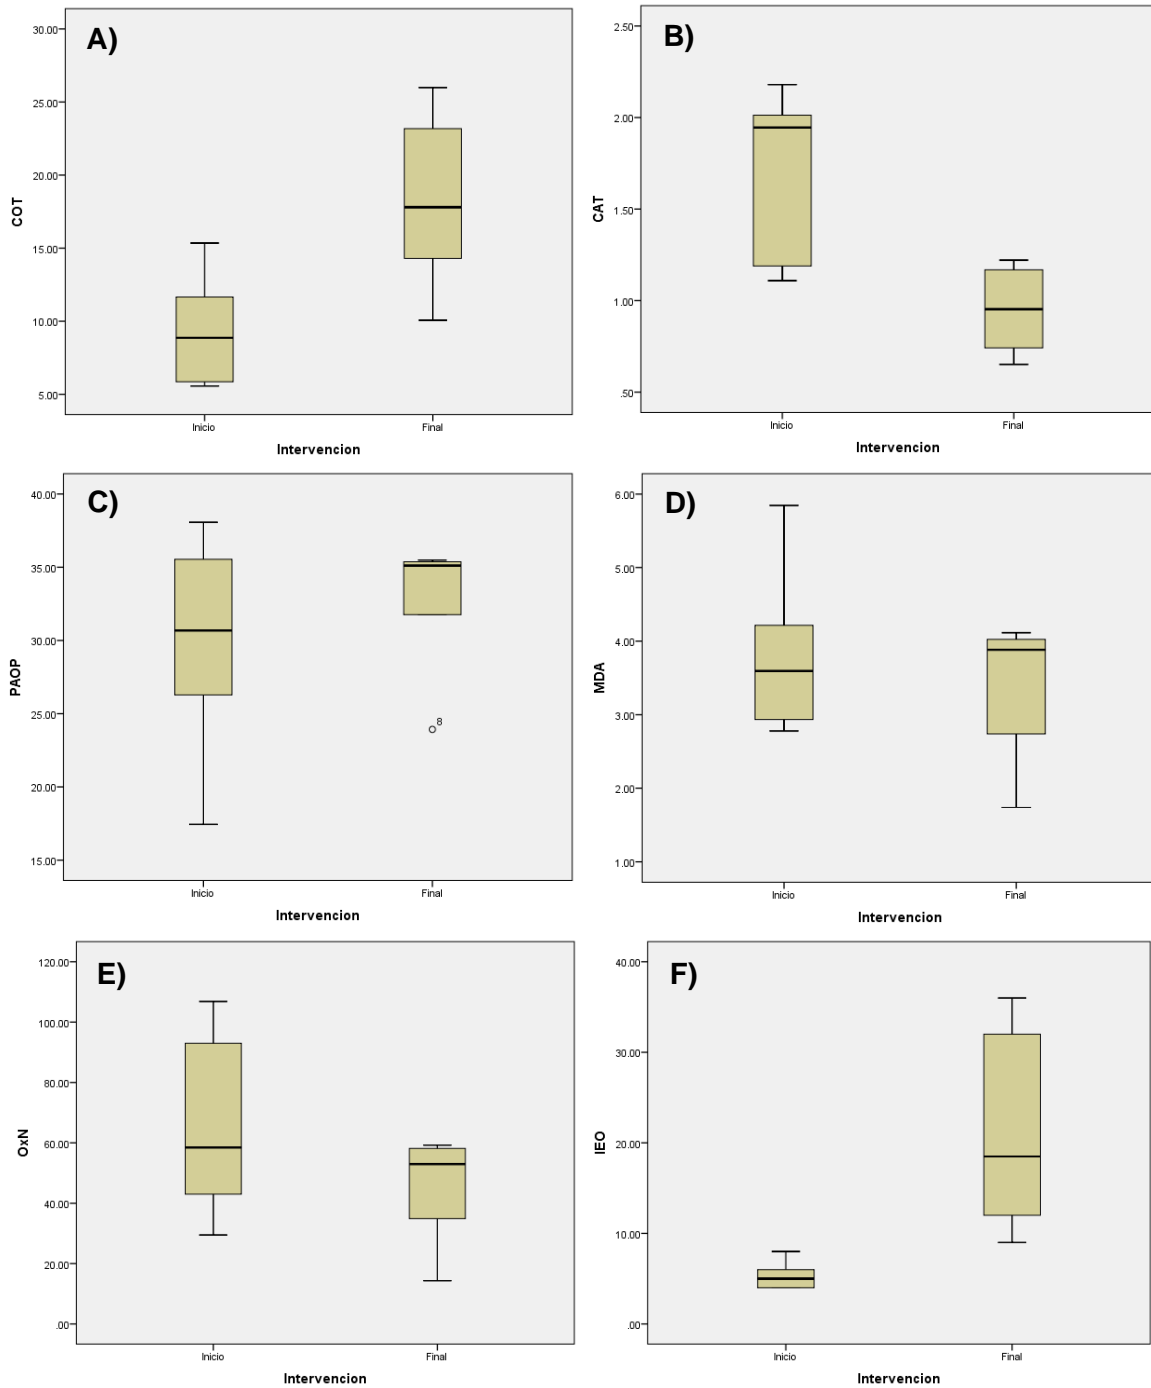 A)
30.00
25.00
20.00
15.00
10.00
5.00
COT
Inicio Final
Intervencion
B)
2.50
2.00
1.50
1.00
.50
CAT
Inicio Final
Intervencion
C)
40.00
35.00
30.00
25.00
20.00
15.00
PAOP
8
Inicio Final
Intervencion
D)
6.00
5.00
4.00
3.00
2.00
1.00
MDA
Inicio Final
Intervencion
E)
120.00
100.00
80.00
60.00
40.00
20.00
.00
OxN
Inicio Final
Intervencion
F)
40.00
30.00
20.00
10.00
.00
IEO
Inicio Final
Intervencion